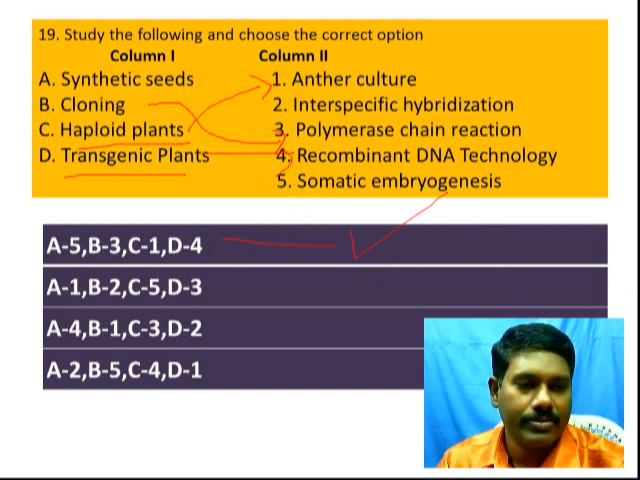 19. Study the following and choose the correct option
Column I Column II
A. Synthetic seeds 1. Anther culture
B. Cloning 2. Interspecific hybridization
C. Haploid plants 3. Polymerase chain reaction
D. Transgenic Plants 4. Recombinant DNA Technology
5. Somatic embryogenesis
A-5,B-3,C-1,D-4
A-1,B-2,C-5,D-3
A-4,B-1,C-3,D-2
A-2,B-5,C-4,D-1